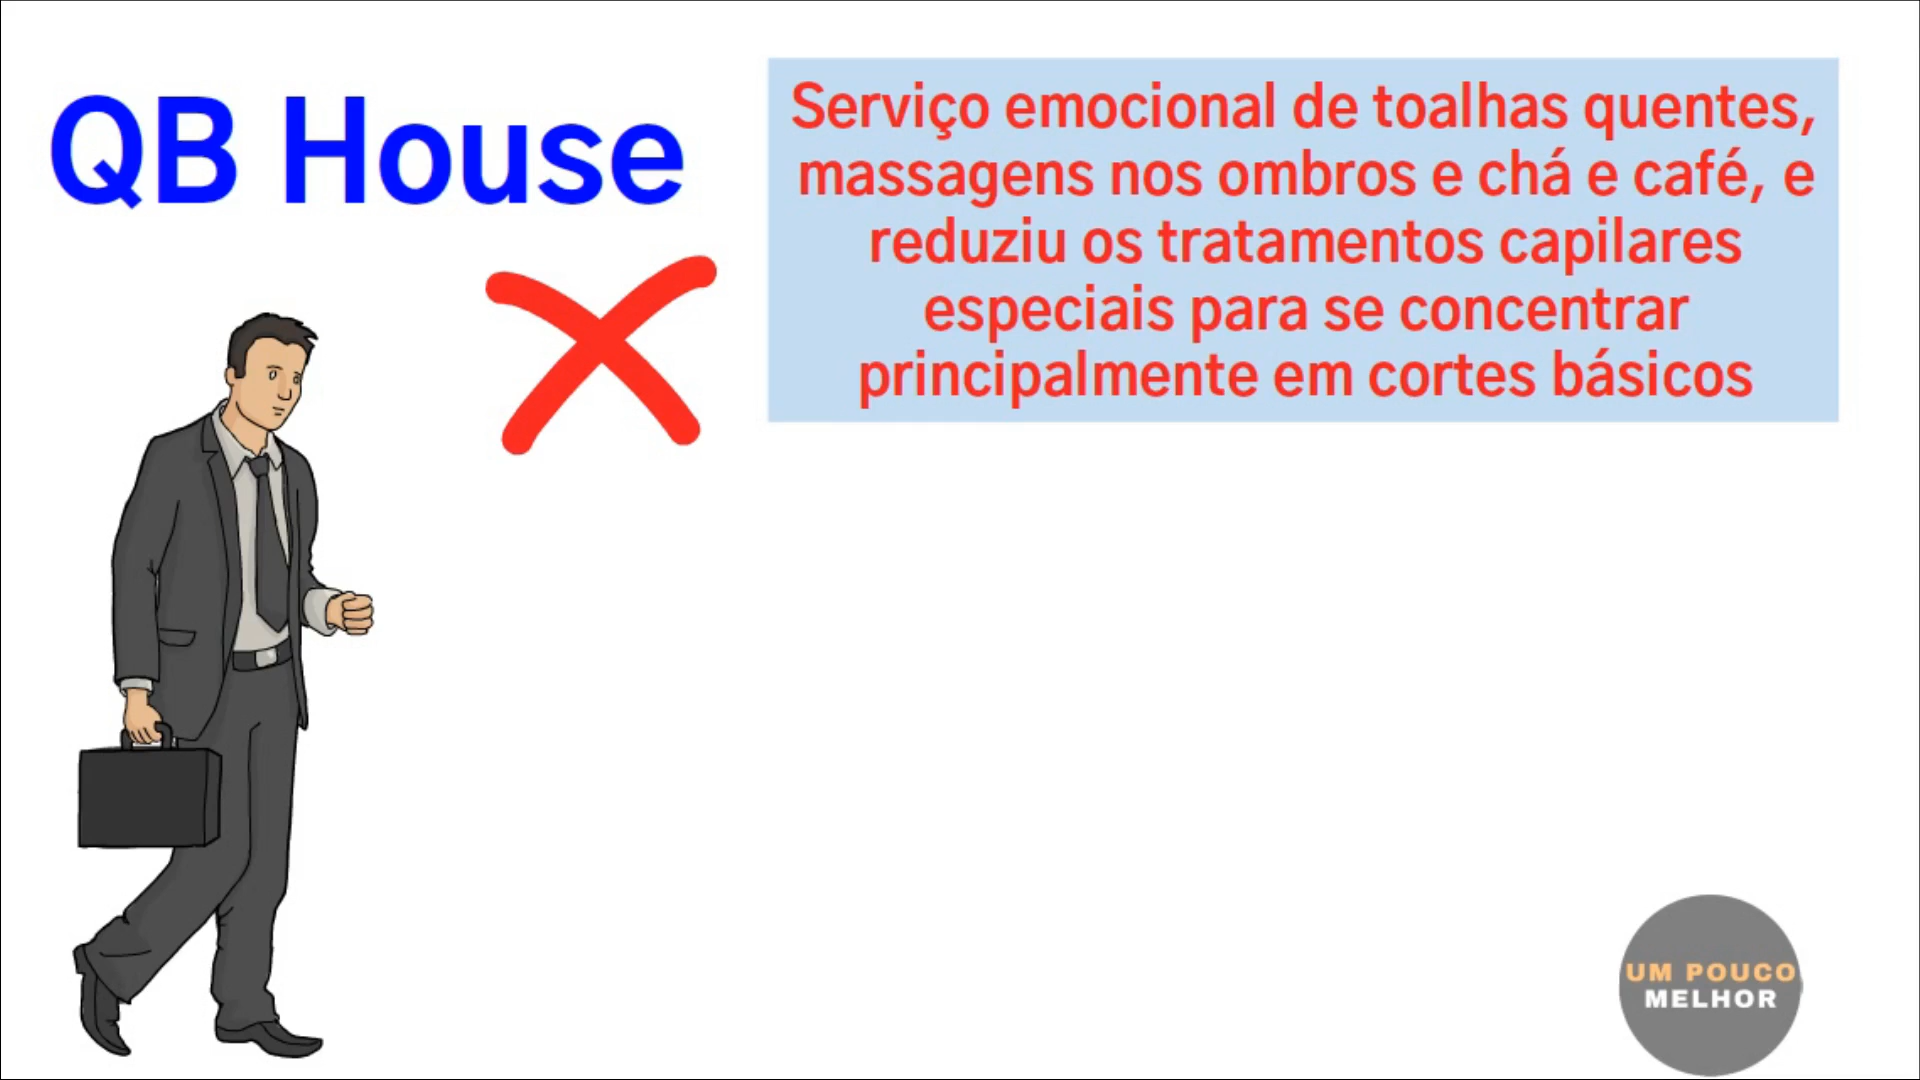 QB House
Serviço emocional de toalhas quentes,
massagens nos ombros e chá e café, e
reduziu os tratamentos capilares
especiais para se concentrar
principalmente em cortes básicos
UM POUCO
MELHOR